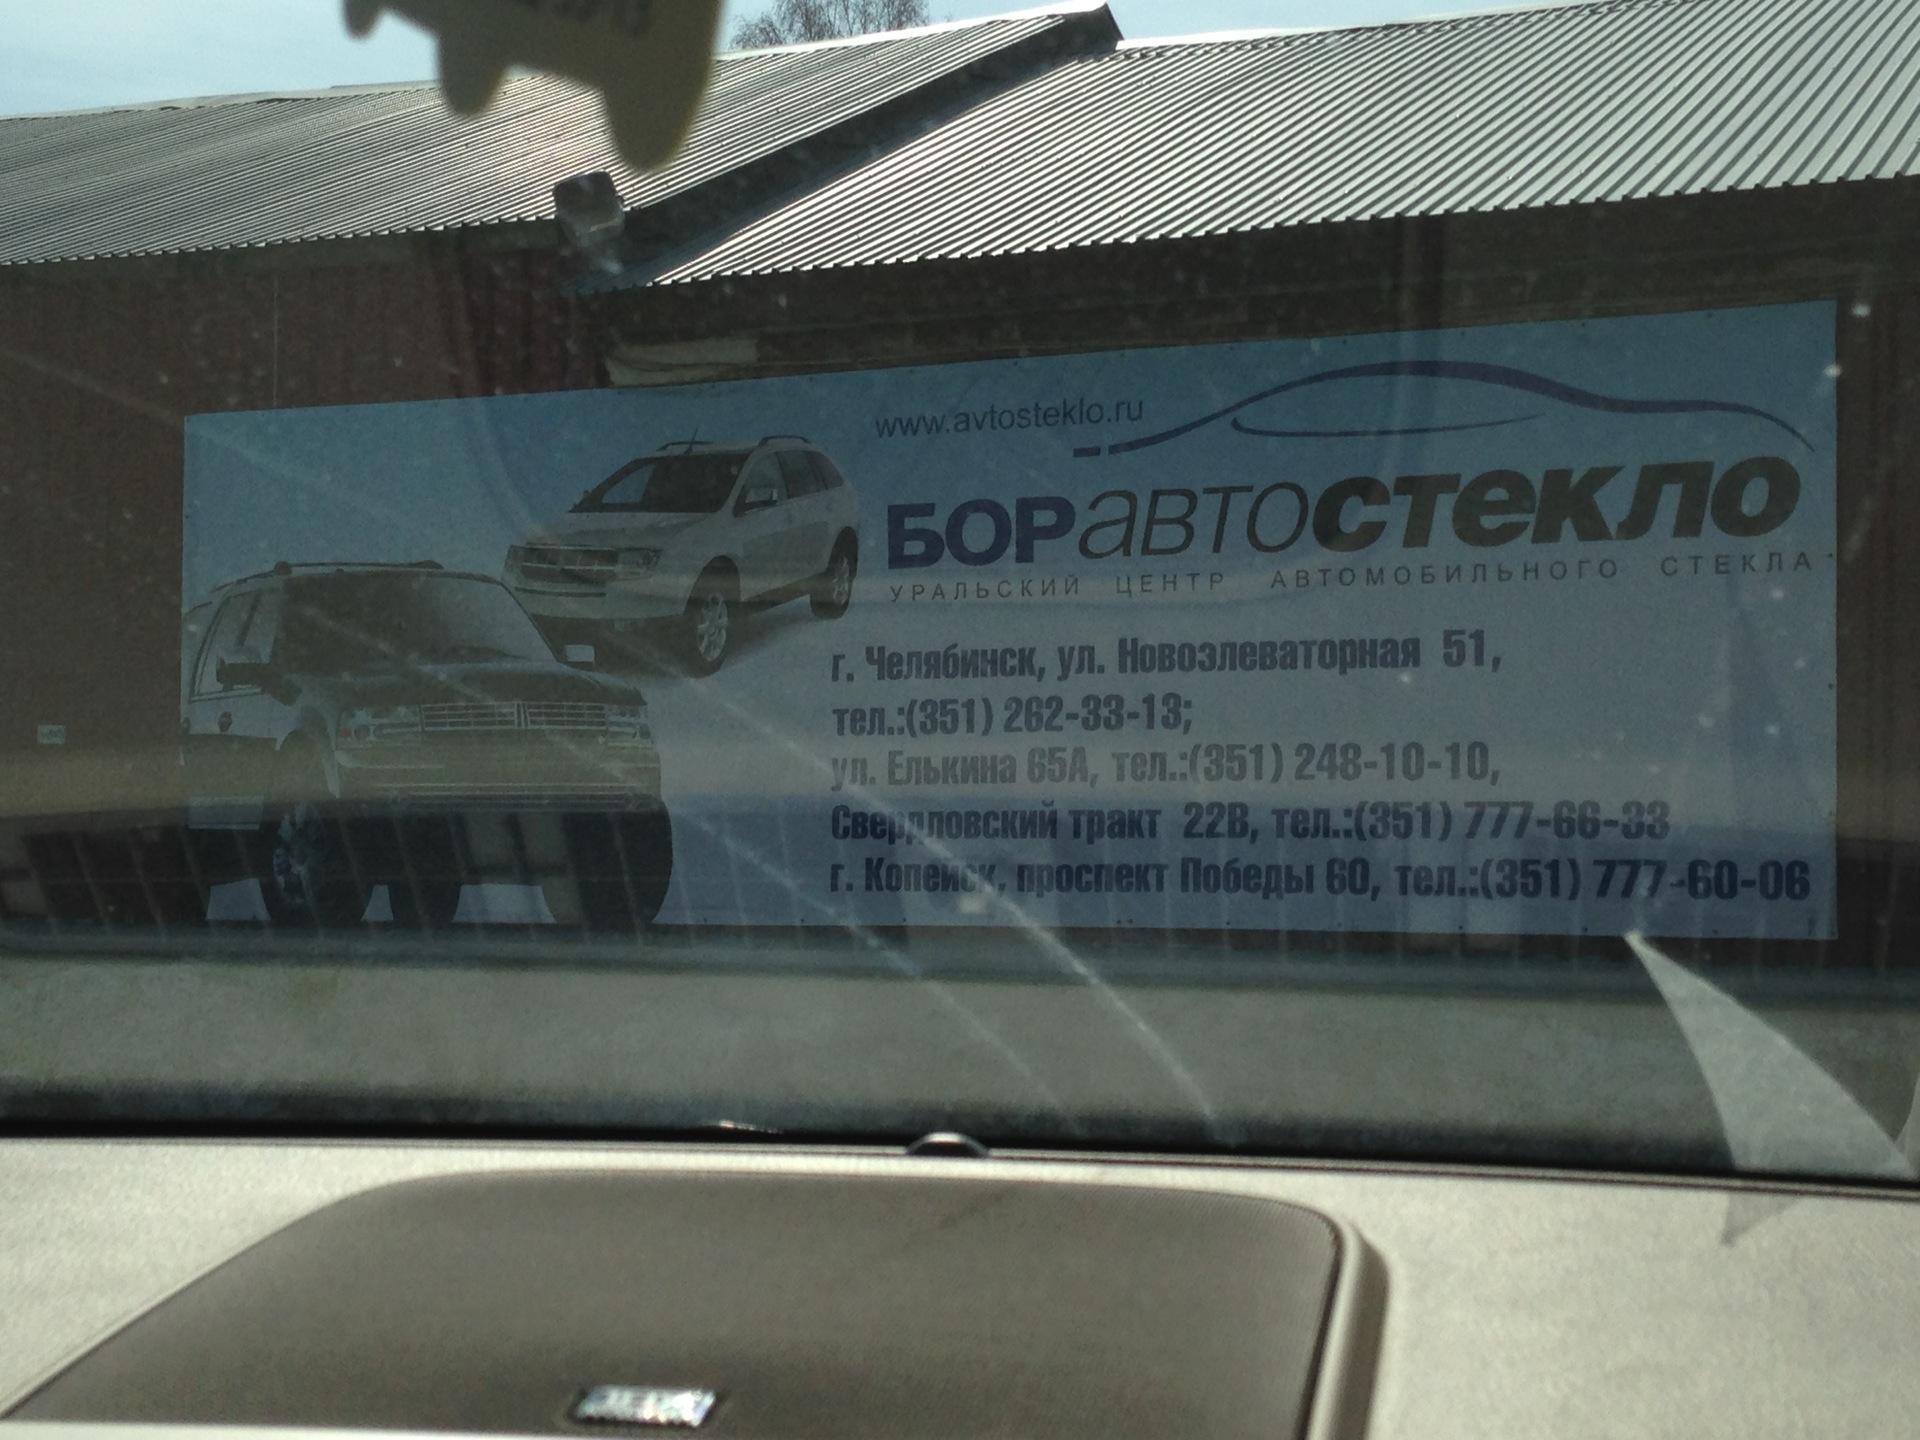 www.avtosteklo.ru
БОРавтостекло
УРАЛЬСКИЙ ЦЕНТР АВТОМОБИЛЬНОГО СТЕКЛА
г. Челябинск, ул. Новоэлеваторная 51,
тел.:(351) 262-33-13;
ул. Елькина 65А, тел.:(351) 248-10-10,
Свердловский тракт 22В, тел.:(351) 777-66-33
г. Копейск, проспект Победы 60, тел.:(351) 777-60-06